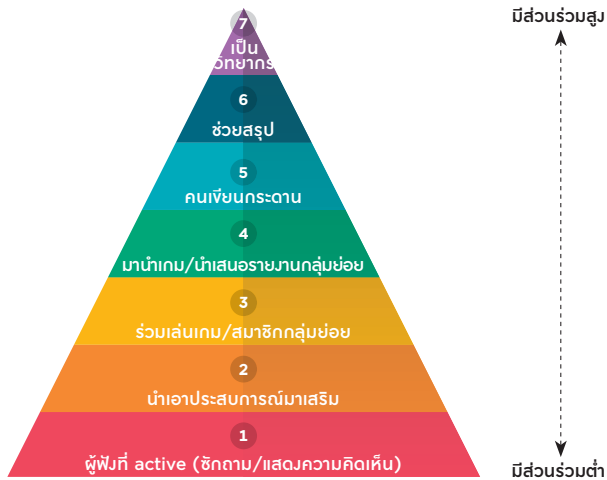 7
มีส่วนร่วมสูง
เป็น
วิทยากร
6
ช่วยสรุป
5
คนเขียนกระดาน
4
มานำเกม/นำเสนอรายงานกลุ่มย่อย
3
ร่วมเล่นเกม/สมาชิกกลุ่มย่อย
2
นำเอาประสบการณ์มาเสริม
1
ผู้ฟังที่ active (ซักถาม/แสดงความคิดเห็น)
มีส่วนร่วมต่ำ